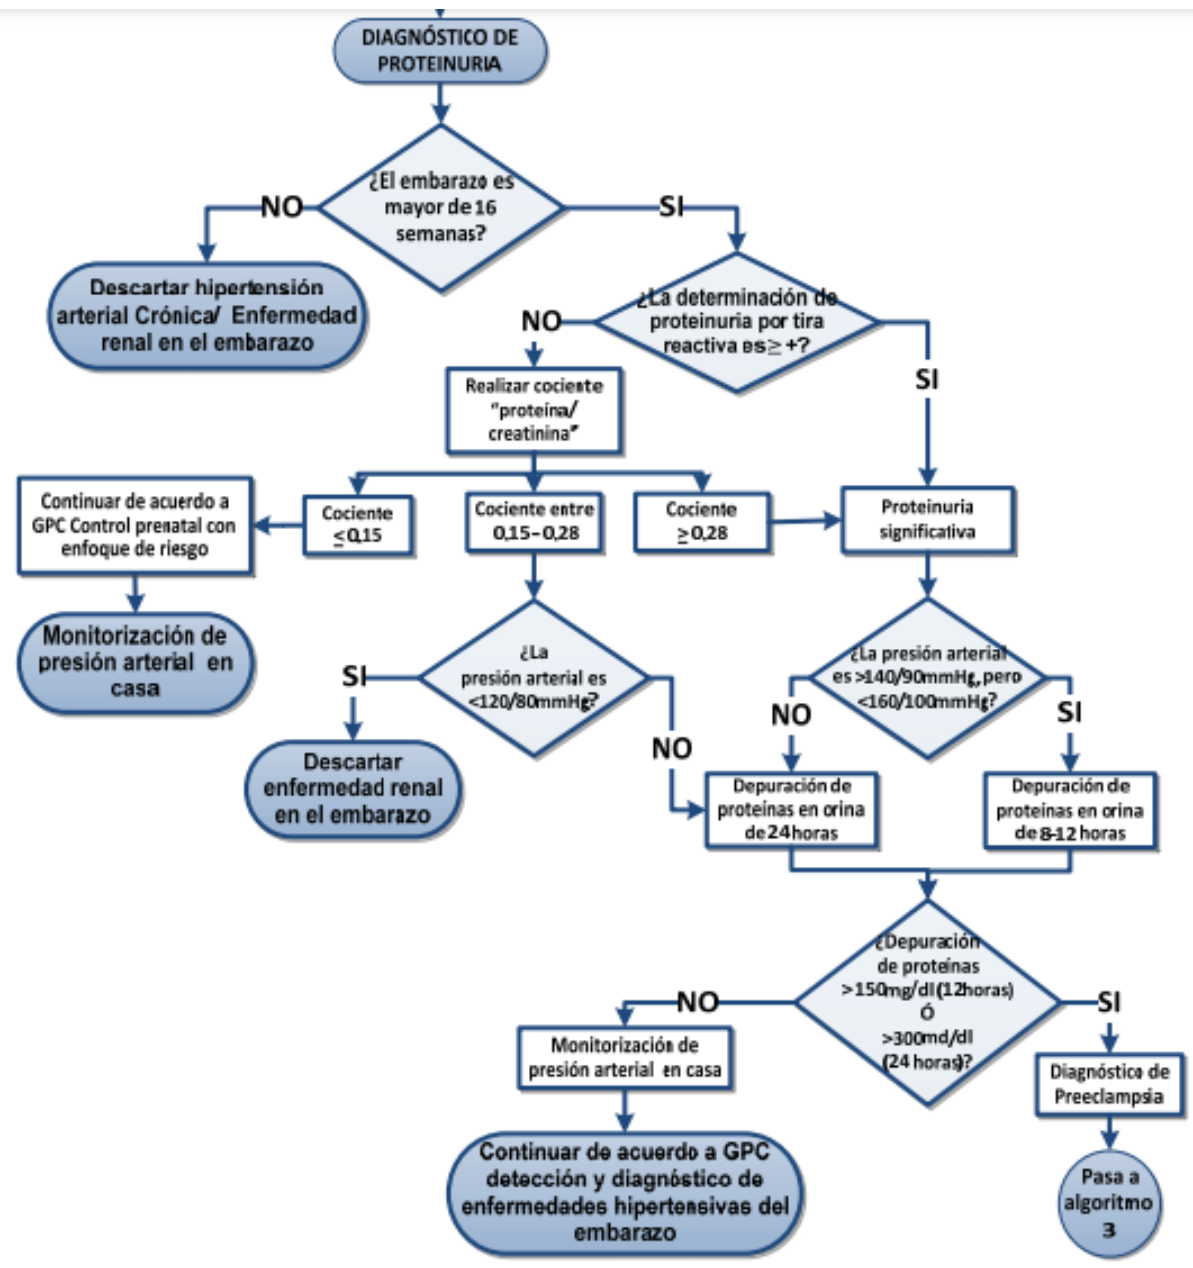 DIAGNÓSTICO DE
PROTEINURIA
¿El embarazo es
mayor de 16
semanas?
NO
SI
Descartar hipertensión
arterial Crónica/ Enfermedad
renal en el embarazo
¿La determinación de
proteinuria por tira
reactiva es ≥ +?
NO
SI
Realizar cociente
"proteína/
creatinina"
Continuar de acuerdo a
GPC Control prenatal con
enfoque de riesgo
Cociente
≤ 0,15
Cociente entre
0,15 – 0,28
Cociente
≥ 0,28
Proteinuria
significativa
Monitorización de
presión arterial en
casa
¿La
presión arterial es
<120/80mmHg?
SI
NO
¿La presión arterial
es >140/90mmHg, pero
<160/100mmHg?
NO
SI
Descartar
enfermedad renal
en el embarazo
Depuración de
proteínas en orina
de 24 horas
Depuración de
proteínas en orina
de 8-12 horas
¿Depuración
de proteínas
>150mg/dl (12horas)
Ó
>300md/dl
(24 horas)?
NO
SI
Monitorización de
presión arterial en casa
Diagnóstico de
Preeclampsia
Continuar de acuerdo a GPC
detección y diagnóstico de
enfermedades hipertensivas del
embarazo
Pasa a
algoritmo
3